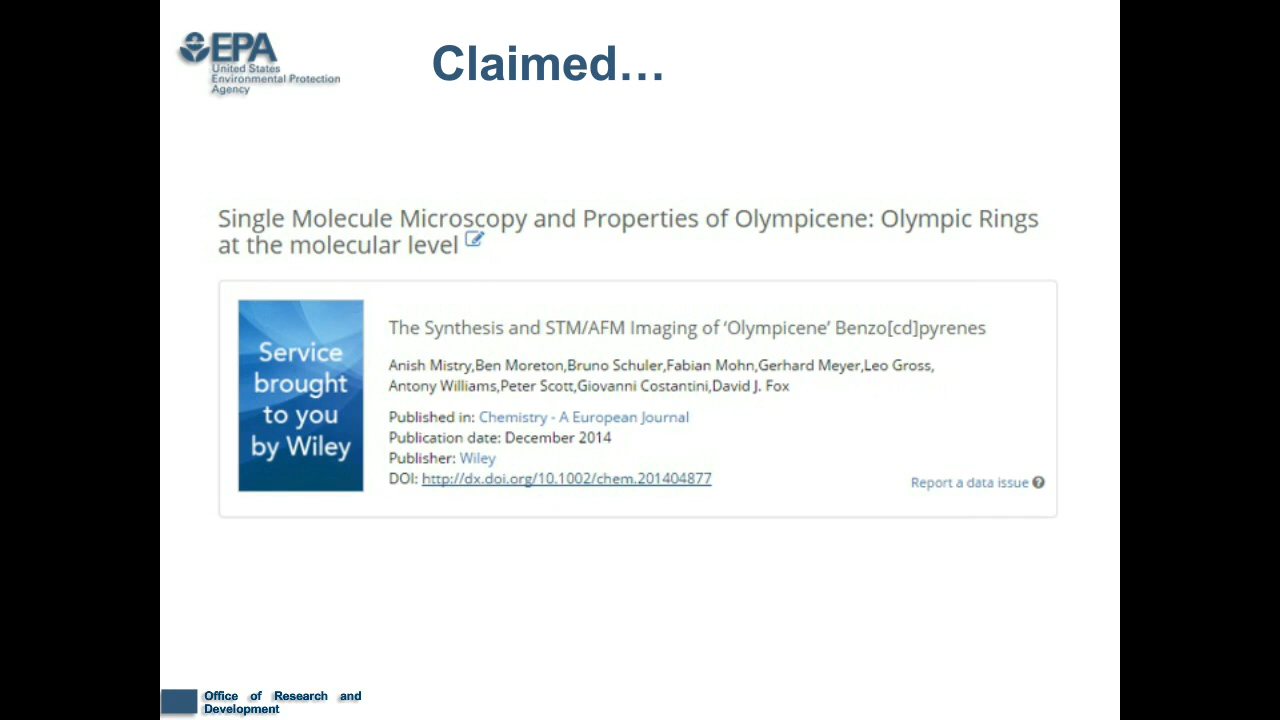 EPA
United States
Environmental Protection
Agency
Claimed...
Single Molecule Microscopy and Properties of Olympicene: Olympic Rings
at the molecular level
Service
brought
to you
by Wiley
The Synthesis and STM/AFM Imaging of ‘Olympicene’ Benzo[cd]pyrenes
Anish Mistry,Ben Moreton,Bruno Schuler,Fabian Mohn,Gerhard Meyer,Leo Gross,
Antony Williams,Peter Scott,Giovanni Costantini,David J. Fox
Published in: Chemistry - A European Journal
Publication date: December 2014
Publisher: Wiley
DOI: http://dx.doi.org/10.1002/chem.201404877
Report a data issue ?
Office of Research and
Development